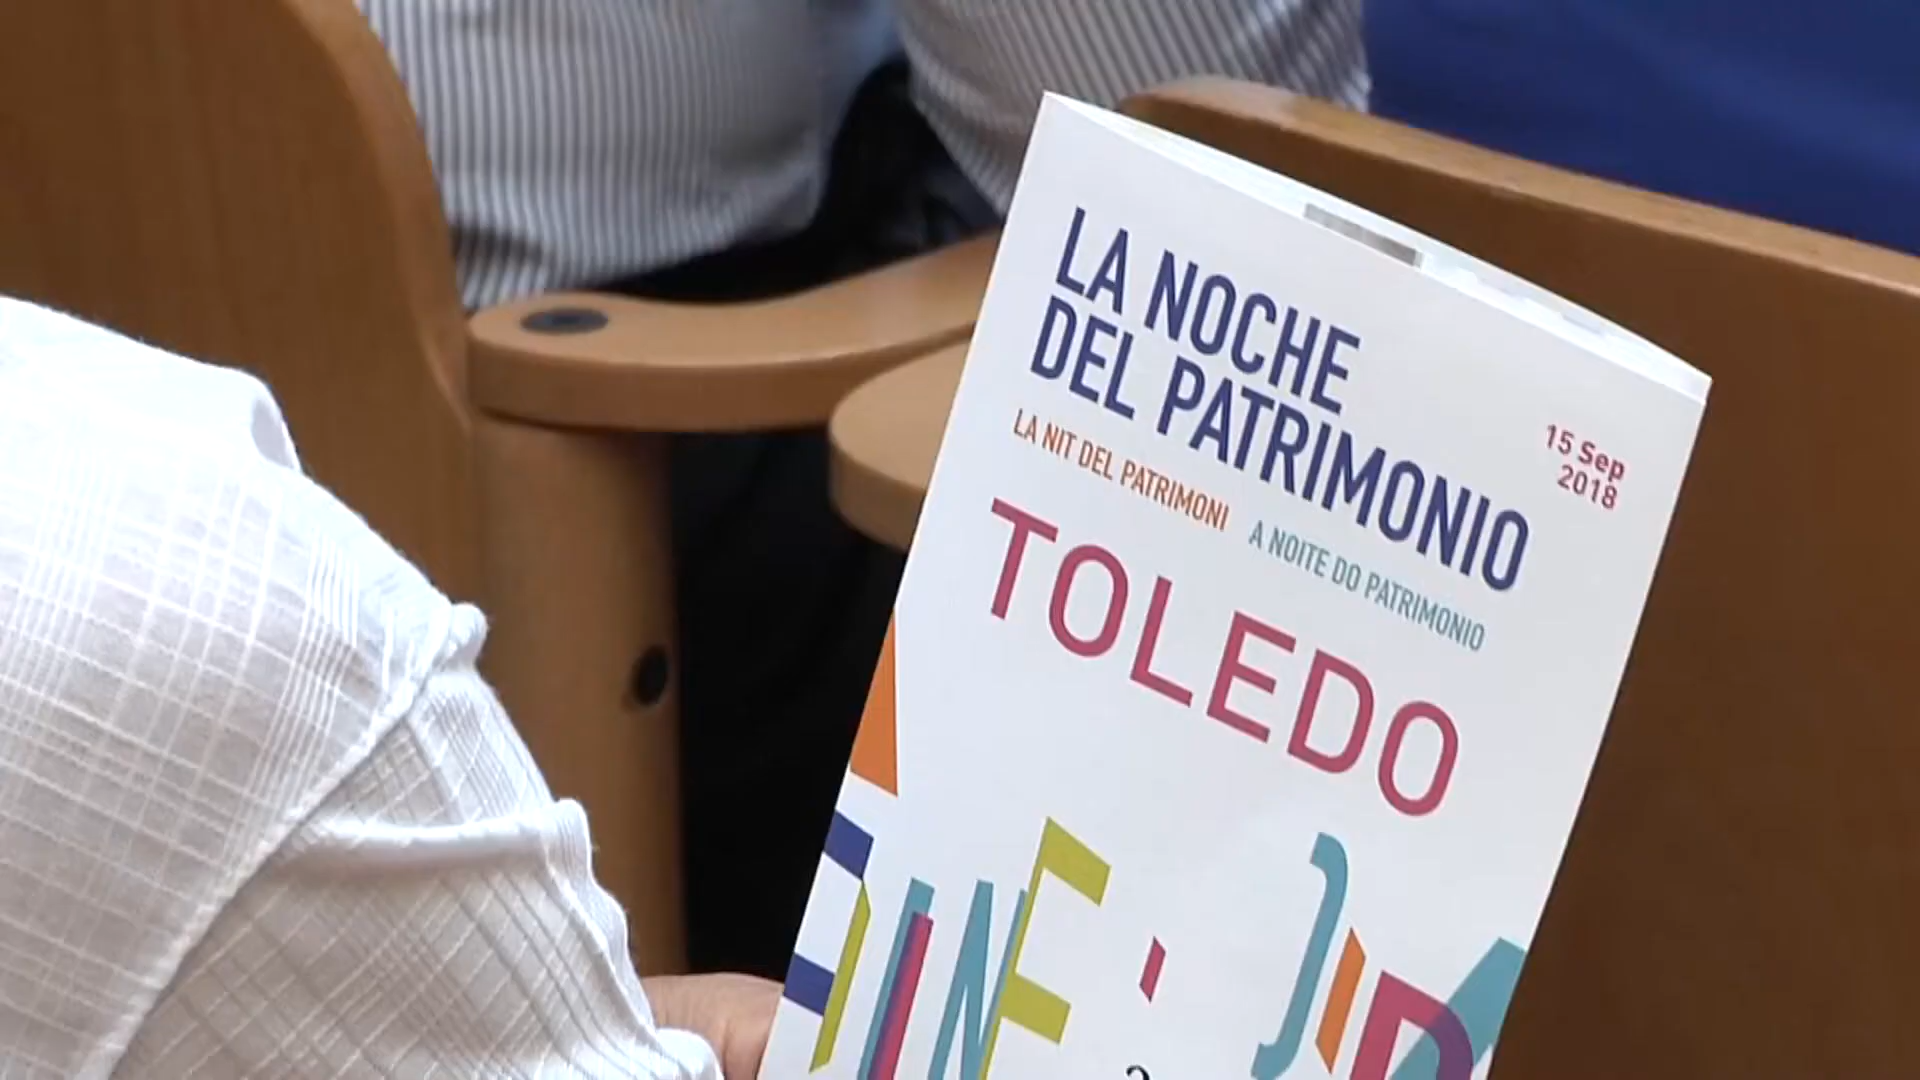 LA NOCHE
DEL PATRIMONIO
15 Sep
2018
LA NIT DEL PATRIMONI
A NOITE DO PATRIMONIO
TOLEDO